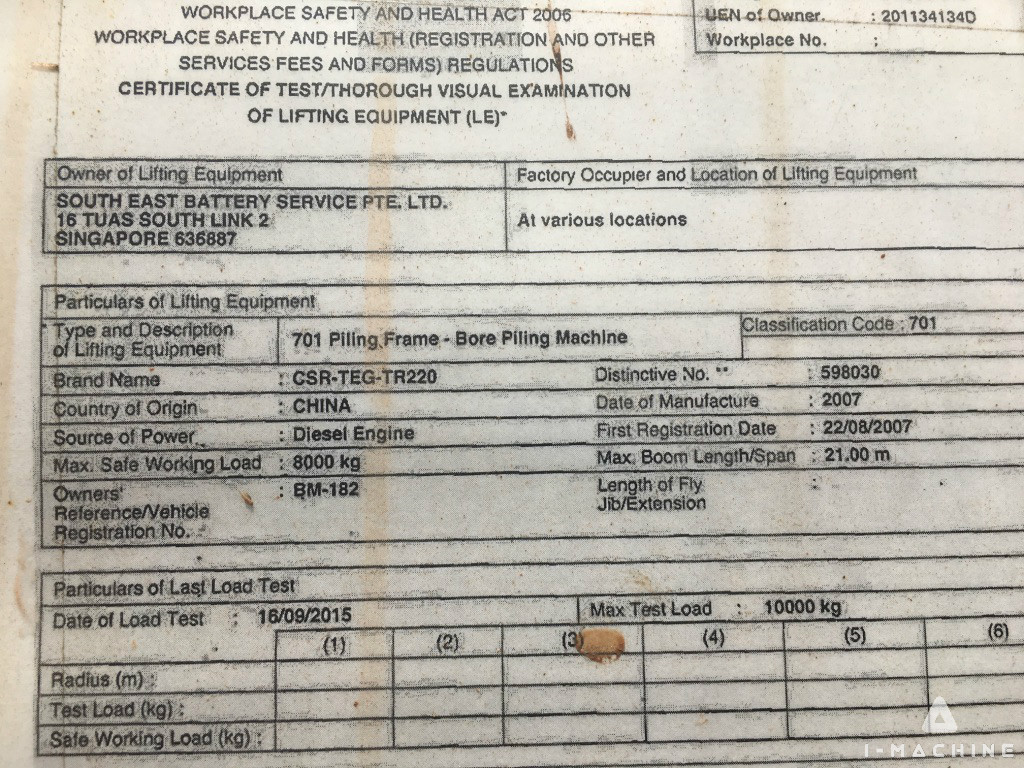 WORKPLACE SAFETY AND HEALTH ACT 2006
WORKPLACE SAFETY AND HEALTH (REGISTRATION AND OTHER
SERVICES FEES AND FORMS) REGULATIONS
CERTIFICATE OF TEST/THOROUGH VISUAL EXAMINATION
OF LIFTING EQUIPMENT (LE)*
UEN of Owner. : 201134134D
Workplace No. :
Owner of Lifting Equipment
SOUTH EAST BATTERY SERVICE PTE. LTD.
16 TUAS SOUTH LINK 2
SINGAPORE 636887
Factory Occupier and Location of Lifting Equipment
At various locations
Particulars of Lifting Equipment
Type and Description
of Lifting Equipment
701 Piling Frame - Bore Piling Machine
Classification Code : 701
Brand Name : CSR-TEG-TR220
Distinctive No. ** : 598030
Country of Origin : CHINA
Date of Manufacture : 2007
Source of Power : Diesel Engine
First Registration Date : 22/08/2007
Max. Safe Working Load : 8000 kg
Max. Boom Length/Span : 21.00 m
Owners' : BM-182
Reference/Vehicle
Registration No.
Length of Fly :
Jib/Extension
Particulars of Last Load Test
Date of Load Test : 16/09/2015
Max Test Load : 10000 kg
(1) (2) (3) (4) (5) (6)
Radius (m) :
Test Load (kg) :
Safe Working Load (kg) :
I-MACHINE